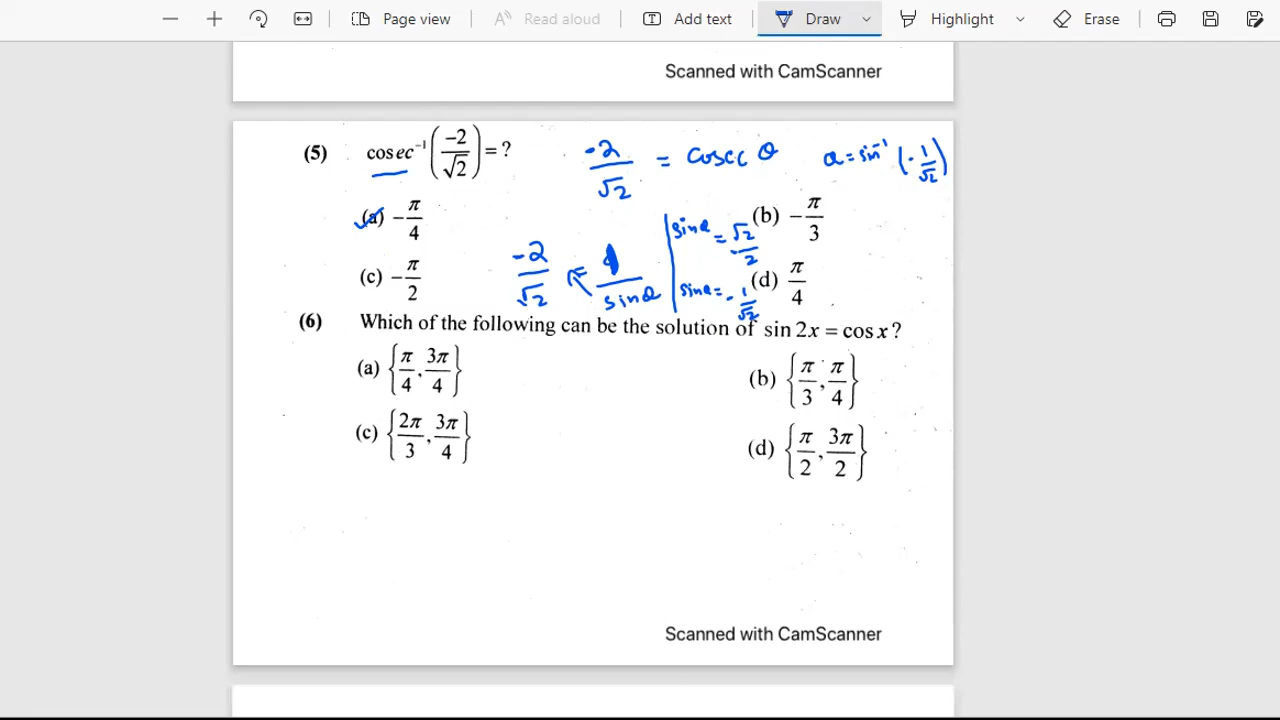 Page view Read aloud Add text Draw Highlight Erase
Scanned with CamScanner
(5) cosec⁻¹(-2/√2) = ? -2/√2 = cosec θ θ = sin⁻¹(-1/√2)
(a) -π/4 (b) -π/3
sinθ = -√2/2
-2/√2 1/sinθ
(c) -π/2 sinθ = -1/√2 (d) π/4
(6) Which of the following can be the solution of sin 2x = cos x?
(a) {π/4, 3π/4} (b) {π/3, π/4}
(c) {2π/3, 3π/4} (d) {π/2, 3π/2}
Scanned with CamScanner